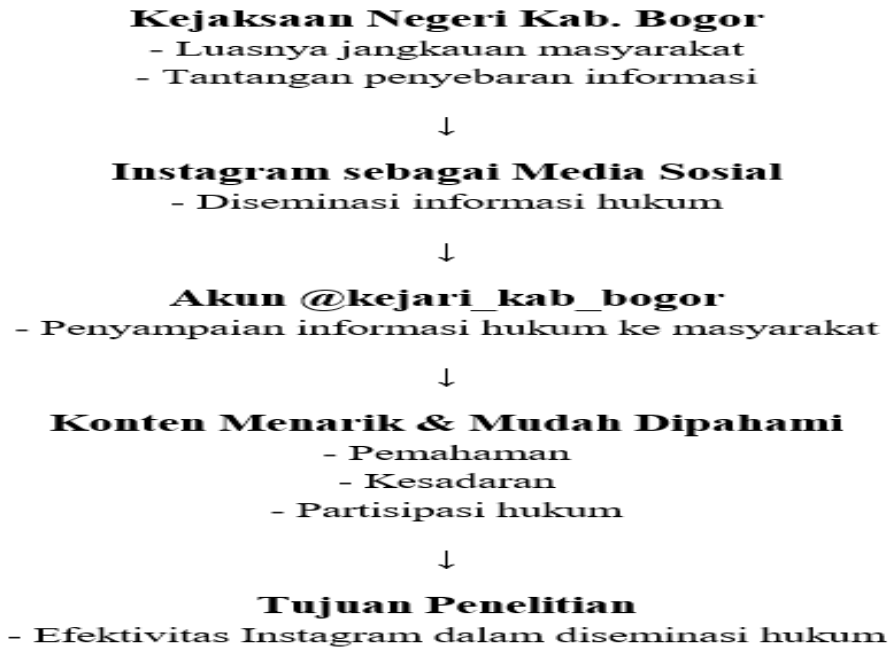 Kejaksaan Negeri Kab. Bogor
- Luasnya jangkauan masyarakat
- Tantangan penyebaran informasi
↓
Instagram sebagai Media Sosial
- Diseminasi informasi hukum
↓
Akun @kejari_kab_bogor
- Penyampaian informasi hukum ke masyarakat
↓
Konten Menarik & Mudah Dipahami
- Pemahaman
- Kesadaran
- Partisipasi hukum
↓
Tujuan Penelitian
- Efektivitas Instagram dalam diseminasi hukum